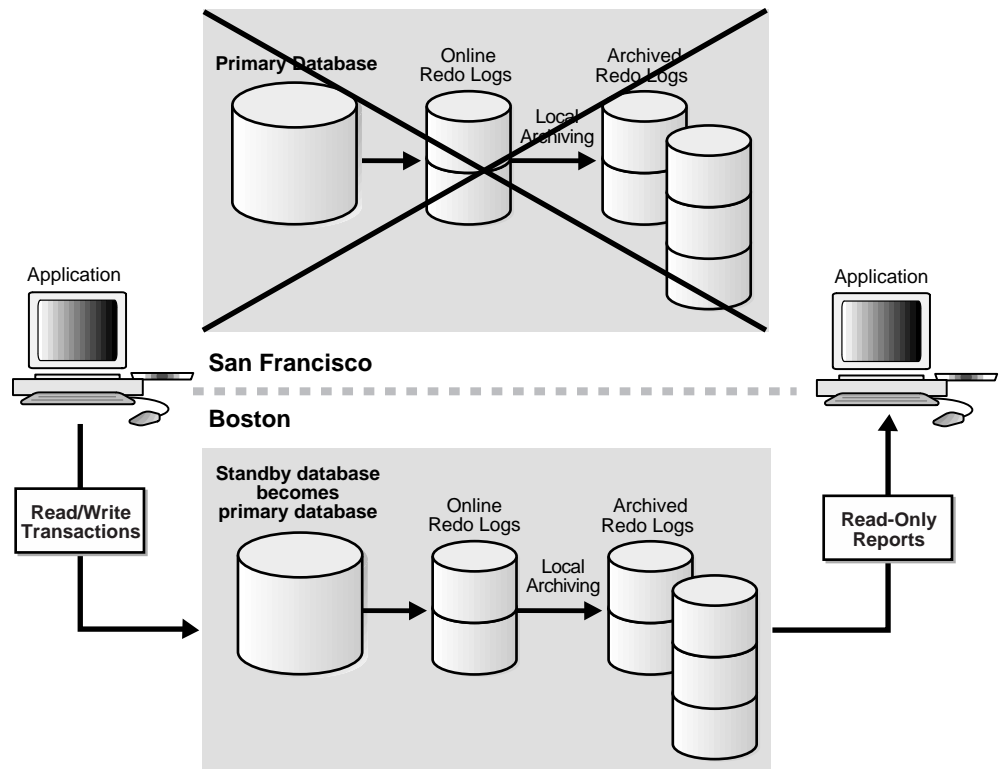 Primary Database
Online
Redo Logs
Archived
Redo Logs
Local
Archiving
Application
Application
San Francisco
Boston
Standby database
becomes
primary database
Online
Redo Logs
Archived
Redo Logs
Local
Archiving
Read/Write
Transactions
Read-Only
Reports